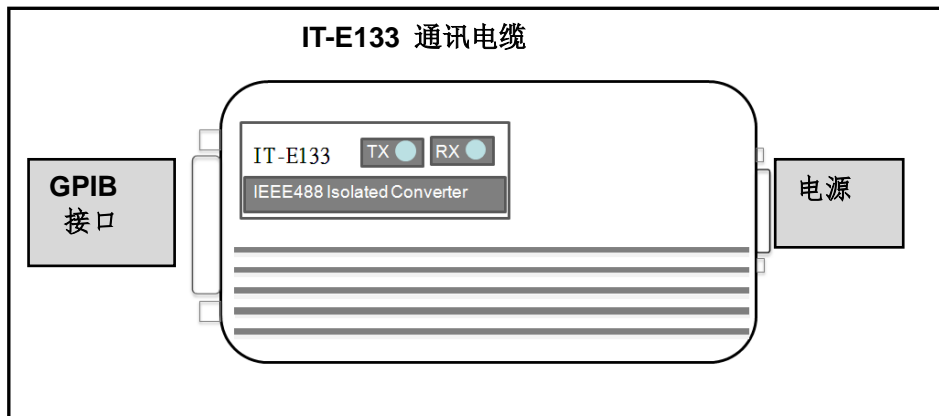 IT-E133 通讯电缆
IT-E133 TX RX
IEEE488 Isolated Converter
GPIB
接口
电源